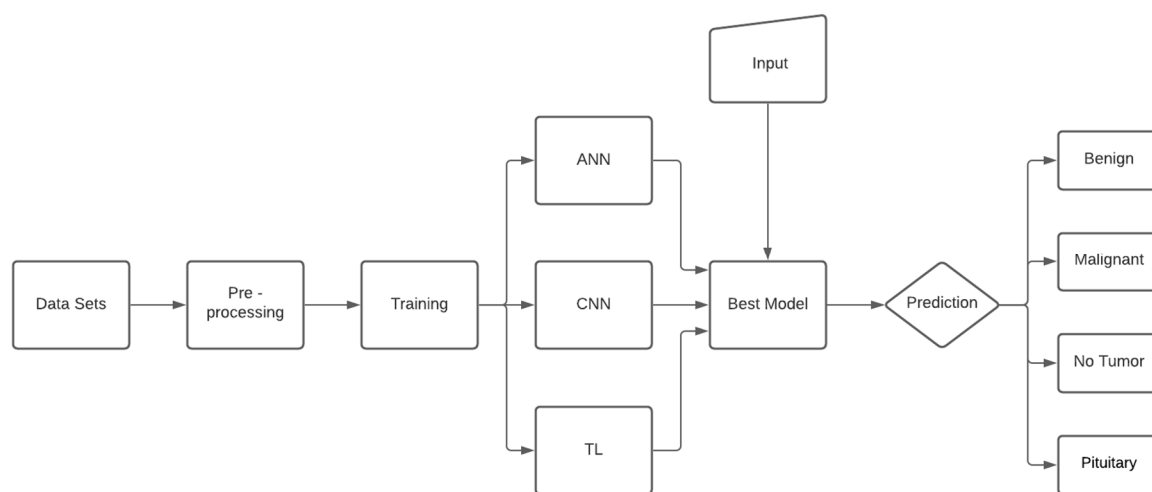 Input
ANN
Benign
Malignant
Data Sets
Pre -
processing
Training
CNN
Best Model
Prediction
No Tumor
TL
Pituitary